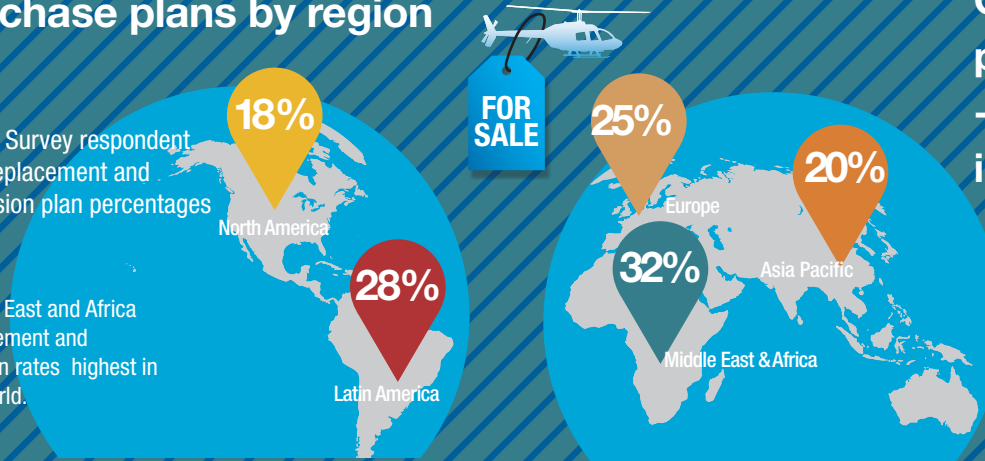 chase plans by region
Survey respondent
placement and
sion plan percentages
East and Africa
ement and
n rates highest in
rld.
18%
North America
28%
Latin America
FOR
SALE
25%
Europe
32%
Middle East & Africa
20%
Asia Pacific